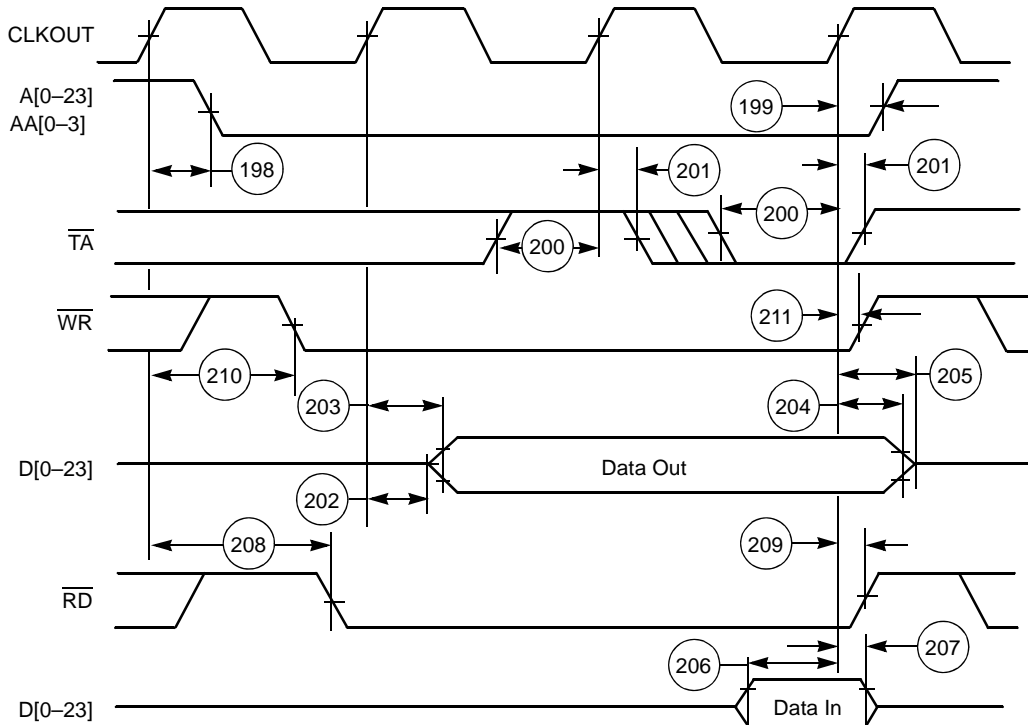 CLKOUT
A[0–23]
AA[0–3]
199
198
201
201
200
TA
200
WR
211
210
205
203
204
D[0–23]
Data Out
202
208
209
RD
206
207
D[0–23]
Data In